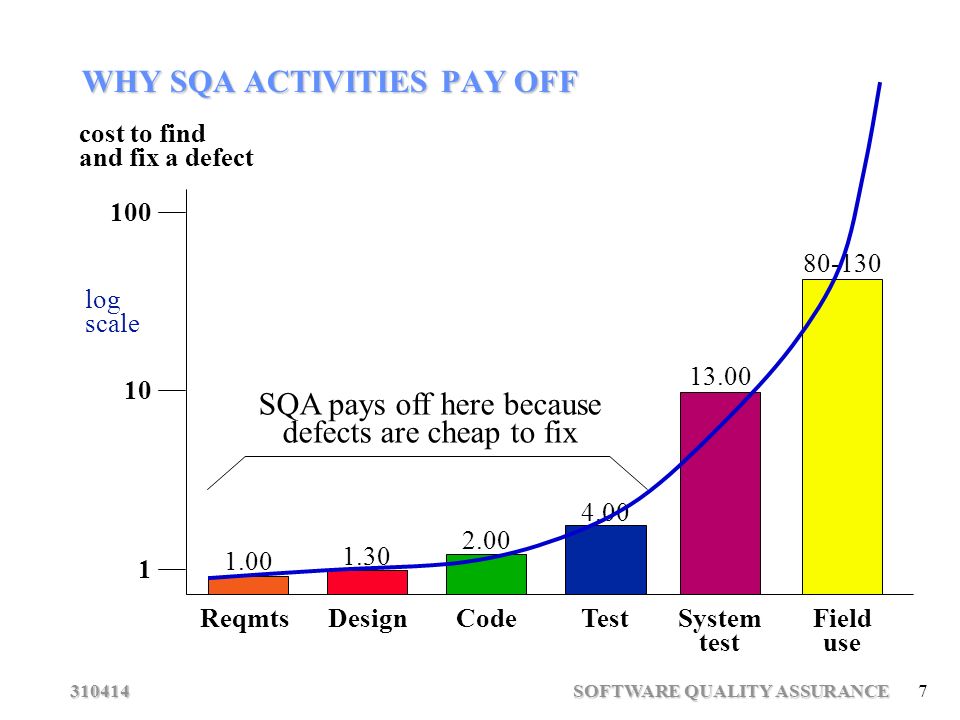 WHY SQA ACTIVITIES PAY OFF
cost to find
and fix a defect
100
80-130
log
scale
13.00
10
SQA pays off here because
defects are cheap to fix
4.00
2.00
1.30
1.00
1
Reqmts Design Code Test System Field
test use
310414 SOFTWARE QUALITY ASSURANCE 7